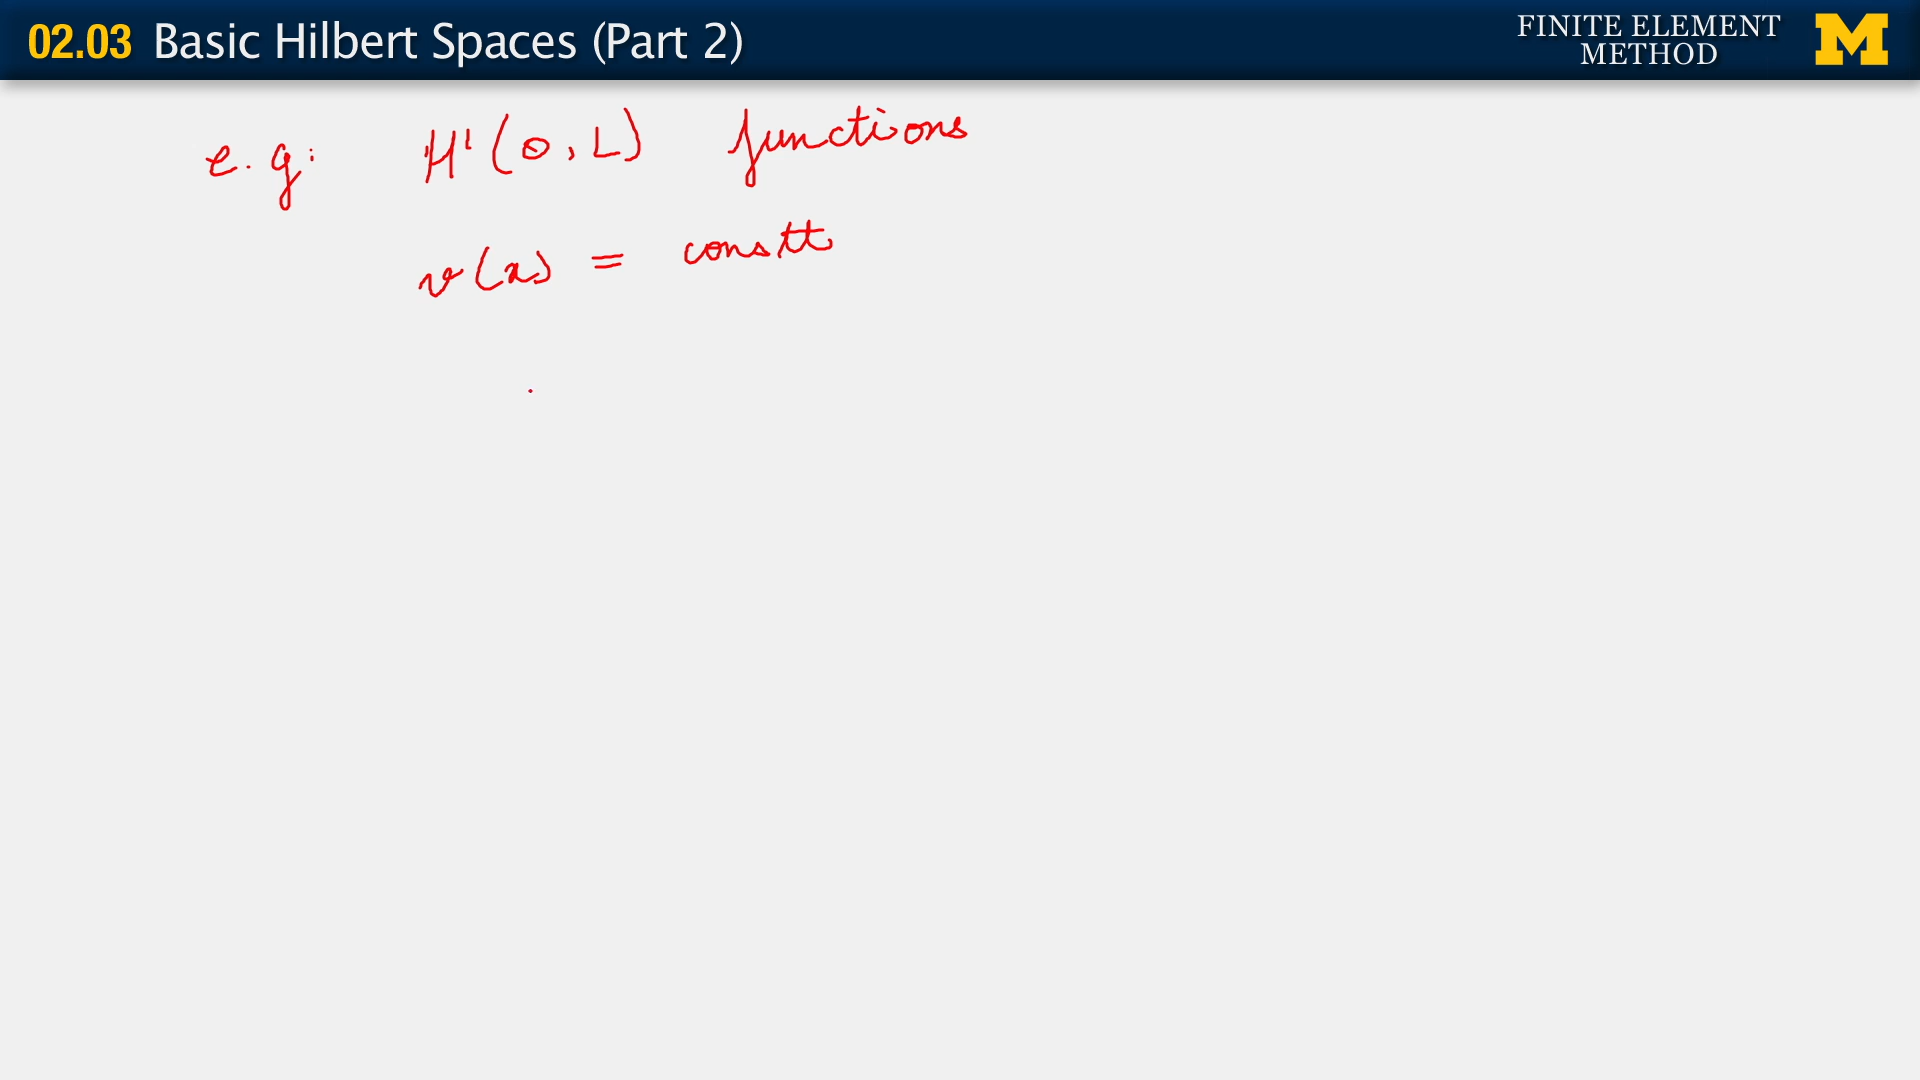 02.03 Basic Hilbert Spaces (Part 2)
FINITE ELEMENT
METHOD
M
e.g: H¹(0,L) functions
v(x) = constt.